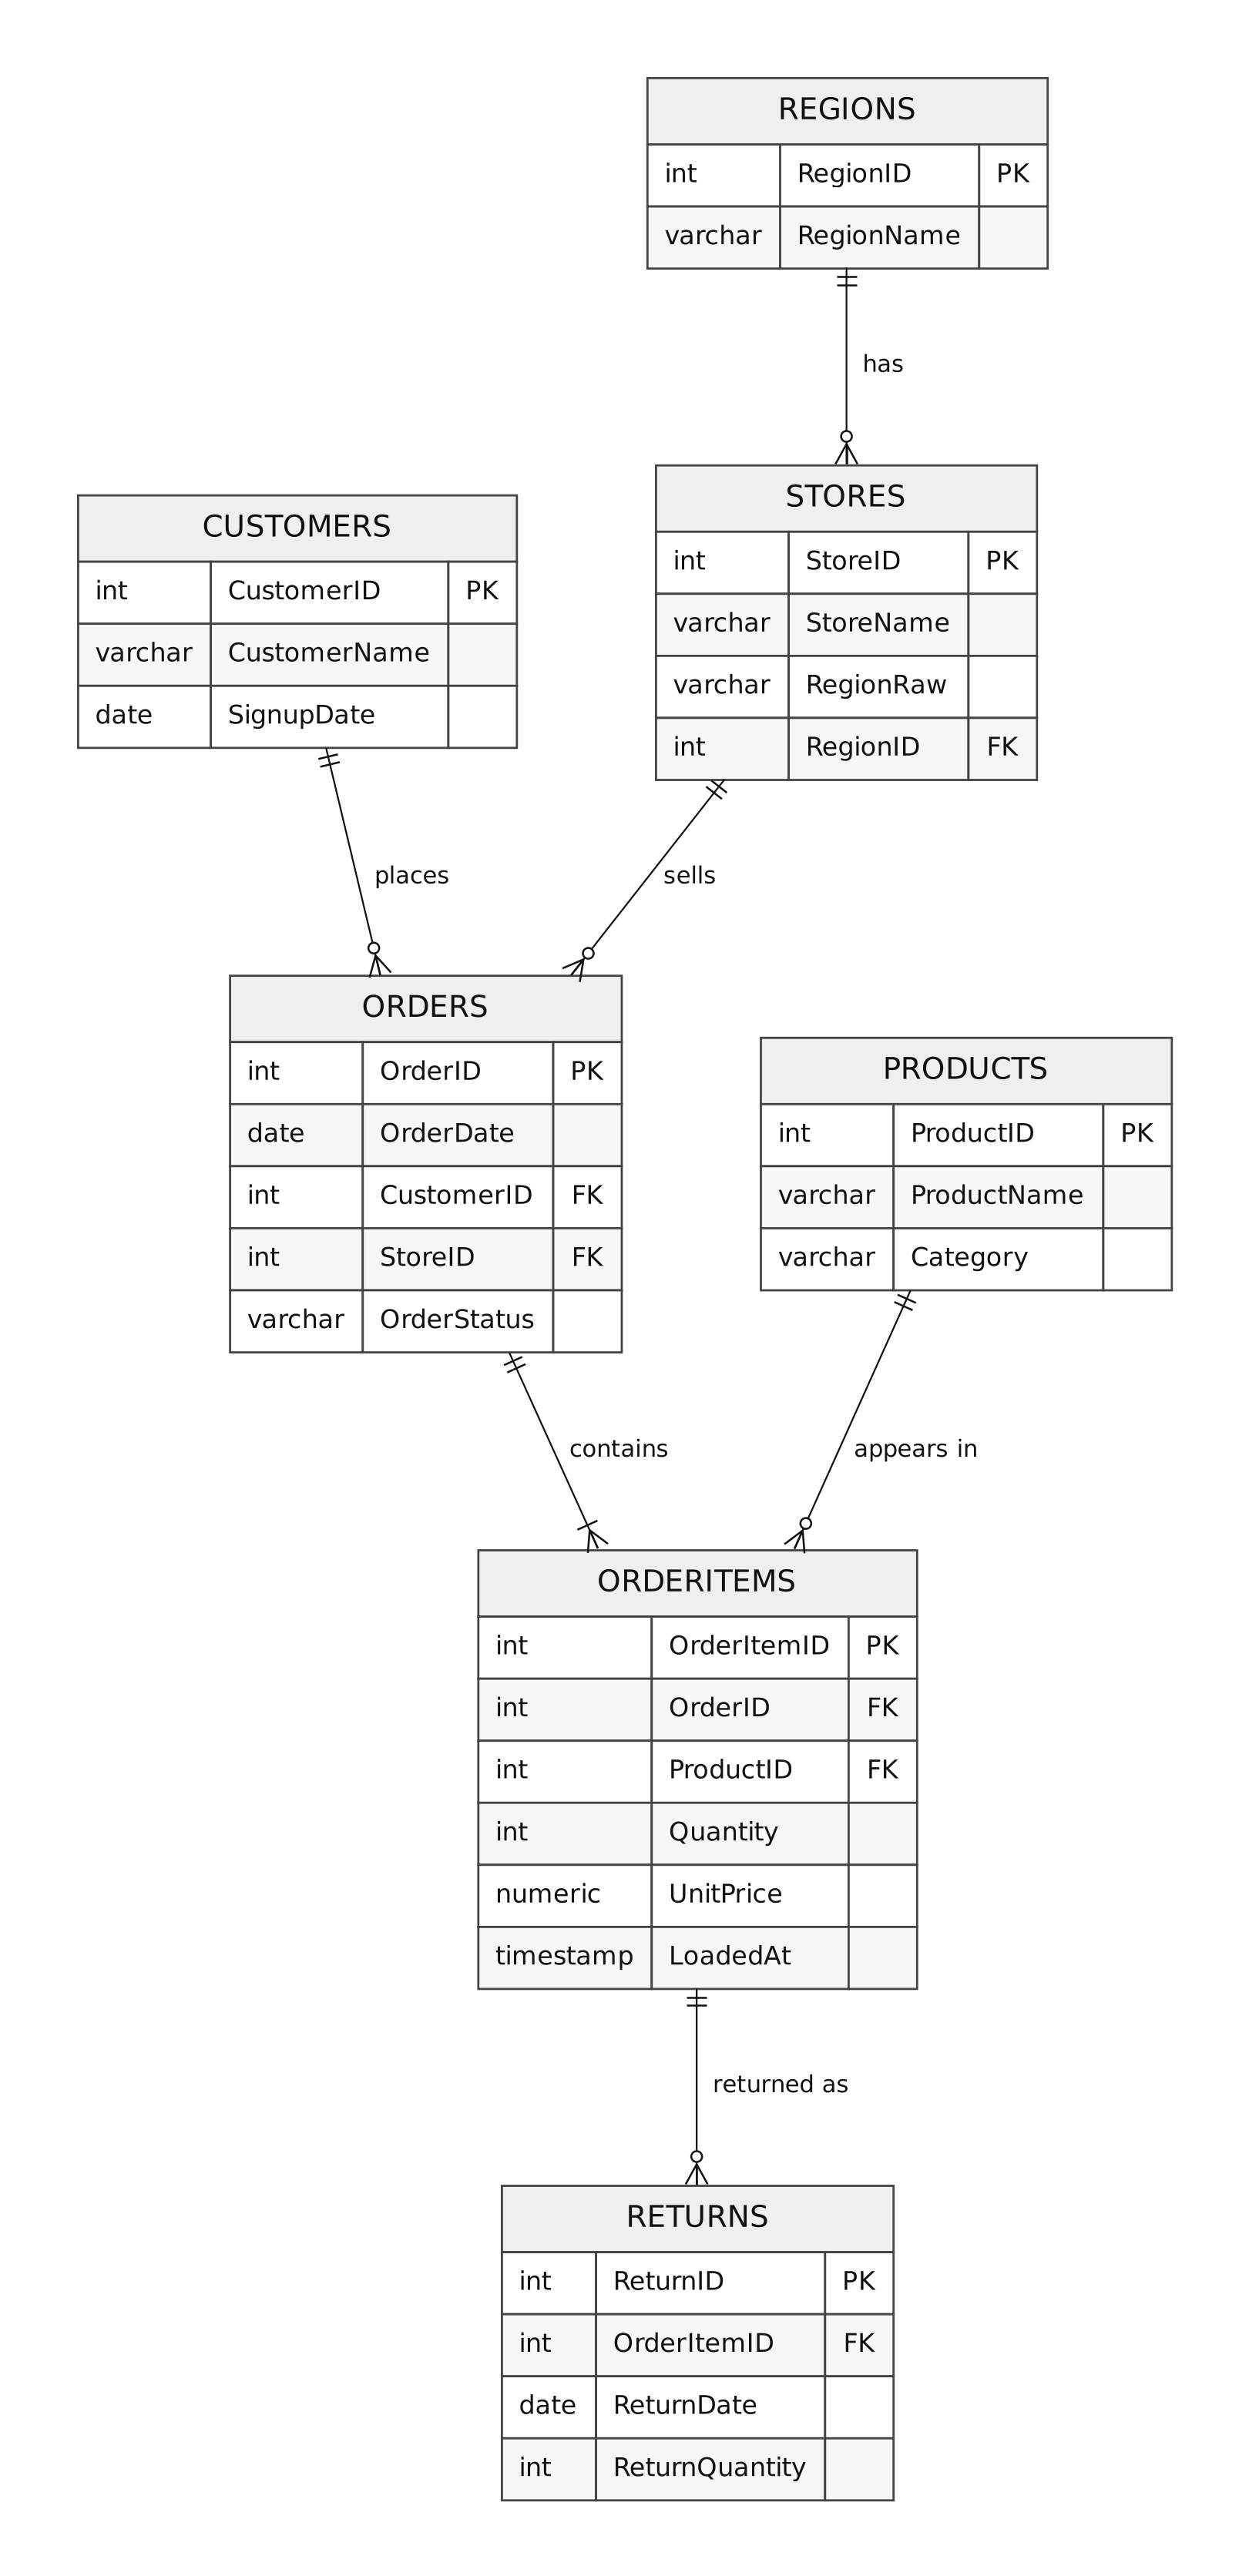 REGIONS
int RegionID PK
varchar RegionName
has
CUSTOMERS
int CustomerID PK
varchar CustomerName
date SignupDate
STORES
int StoreID PK
varchar StoreName
varchar RegionRaw
int RegionID FK
places
sells
ORDERS
int OrderID PK
date OrderDate
int CustomerID FK
int StoreID FK
varchar OrderStatus
PRODUCTS
int ProductID PK
varchar ProductName
varchar Category
contains
appears in
ORDERITEMS
int OrderItemID PK
int OrderID FK
int ProductID FK
int Quantity
numeric UnitPrice
timestamp LoadedAt
returned as
RETURNS
int ReturnID PK
int OrderItemID FK
date ReturnDate
int ReturnQuantity